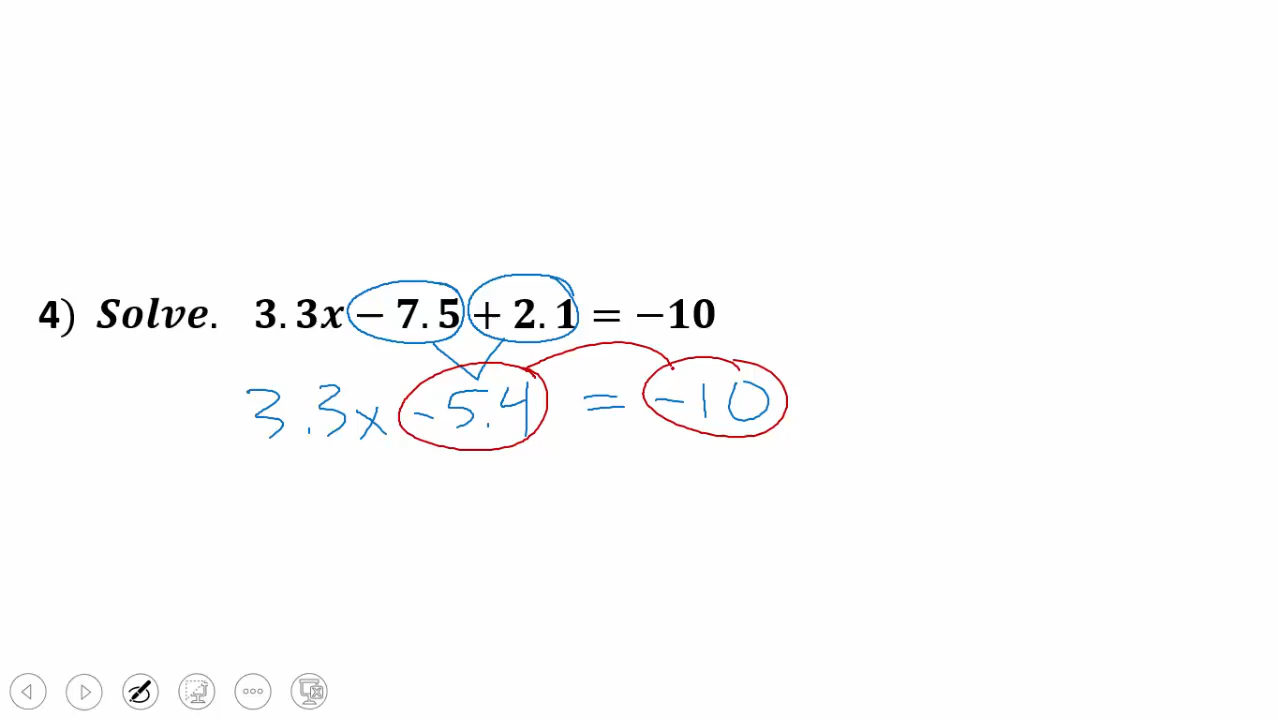 4) Solve. 3.3x − 7.5 + 2.1 = −10
3.3x -5.4 = -10